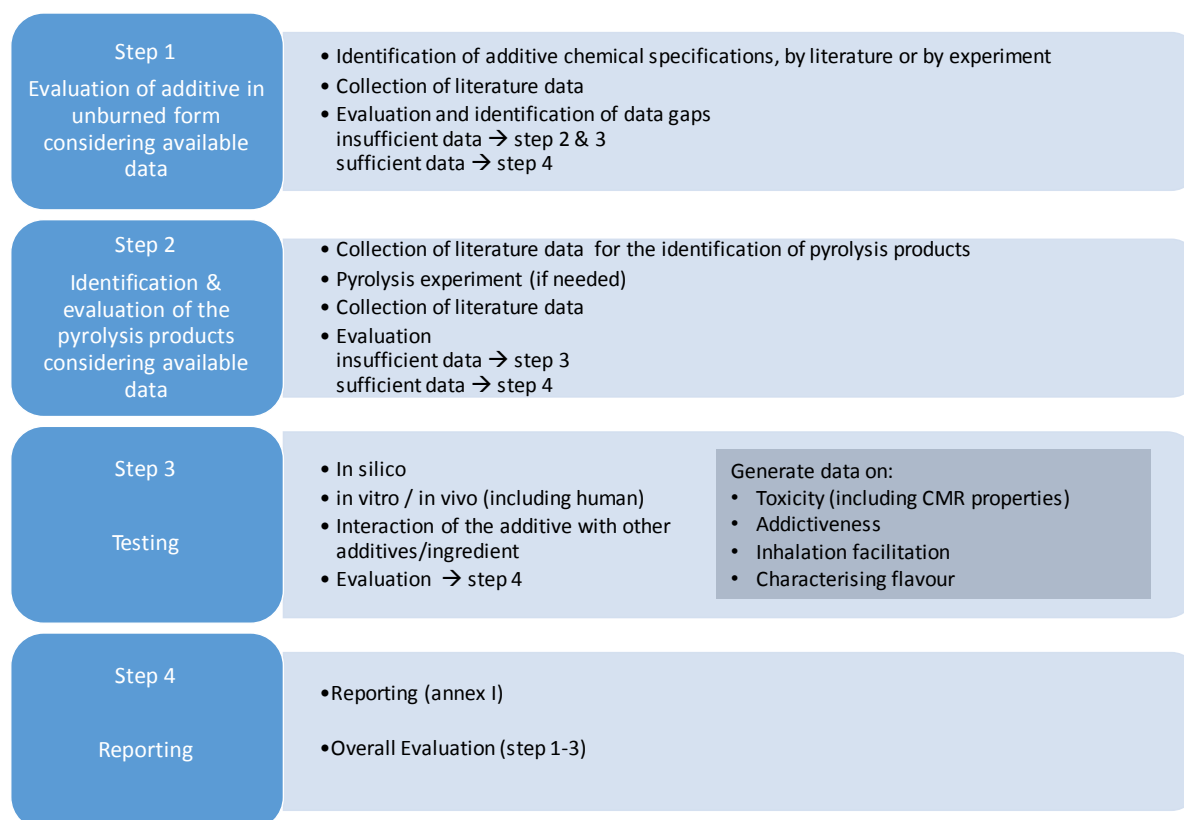 Step 1
Evaluation of additive in
unburned form
considering available
data
• Identification of additive chemical specifications, by literature or by experiment
• Collection of literature data
• Evaluation and identification of data gaps
insufficient data → step 2 & 3
sufficient data → step 4
Step 2
Identification &
evaluation of the
pyrolysis products
considering available
data
• Collection of literature data for the identification of pyrolysis products
• Pyrolysis experiment (if needed)
• Collection of literature data
• Evaluation
insufficient data → step 3
sufficient data → step 4
Step 3
Testing
• In silico
• in vitro / in vivo (including human)
• Interaction of the additive with other
additives/ingredient
• Evaluation → step 4
Generate data on:
• Toxicity (including CMR properties)
• Addictiveness
• Inhalation facilitation
• Characterising flavour
Step 4
Reporting
•Reporting (annex I)
•Overall Evaluation (step 1-3)